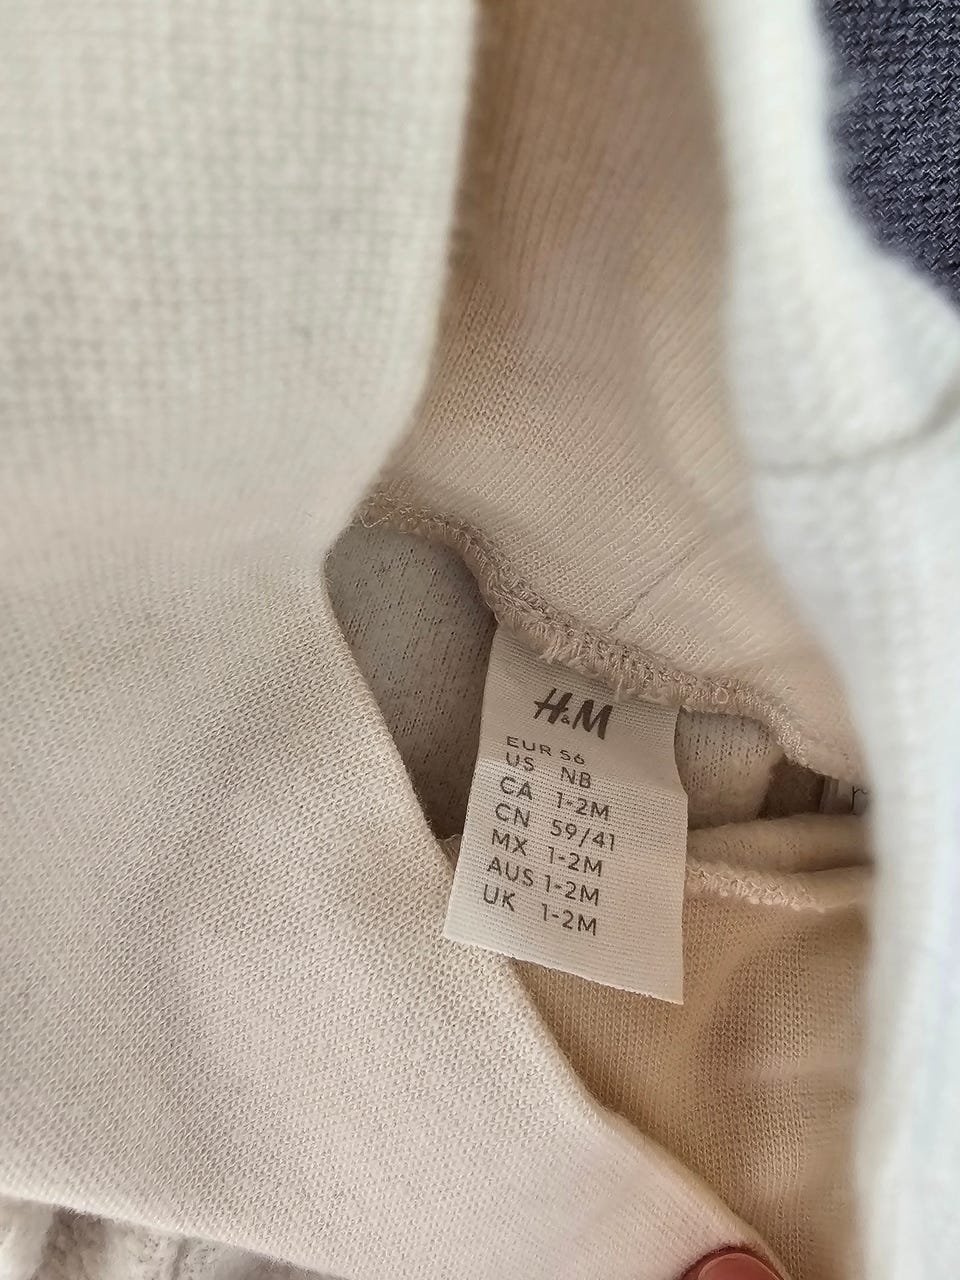 H&M
EUR 56
US NB
CA 1-2M
CN 59/41
MX 1-2M
AUS 1-2M
UK 1-2M